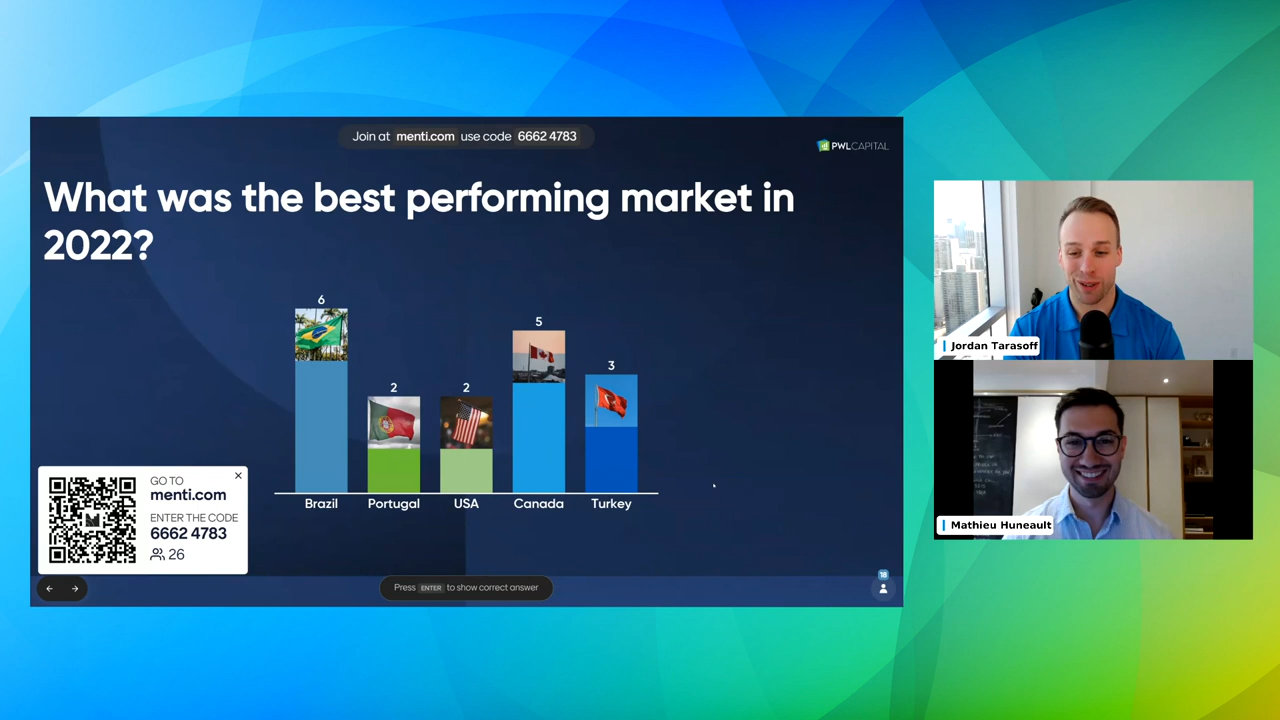 Join at menti.com use code 6662 4783
PWLCAPITAL
What was the best performing market in
2022?
6
2
2
5
3
Brazil
Portugal
USA
Canada
Turkey
GO TO
menti.com
ENTER THE CODE
6662 4783
26
Press ENTER to show correct answer
18
Jordan Tarasoff
Mathieu Huneault